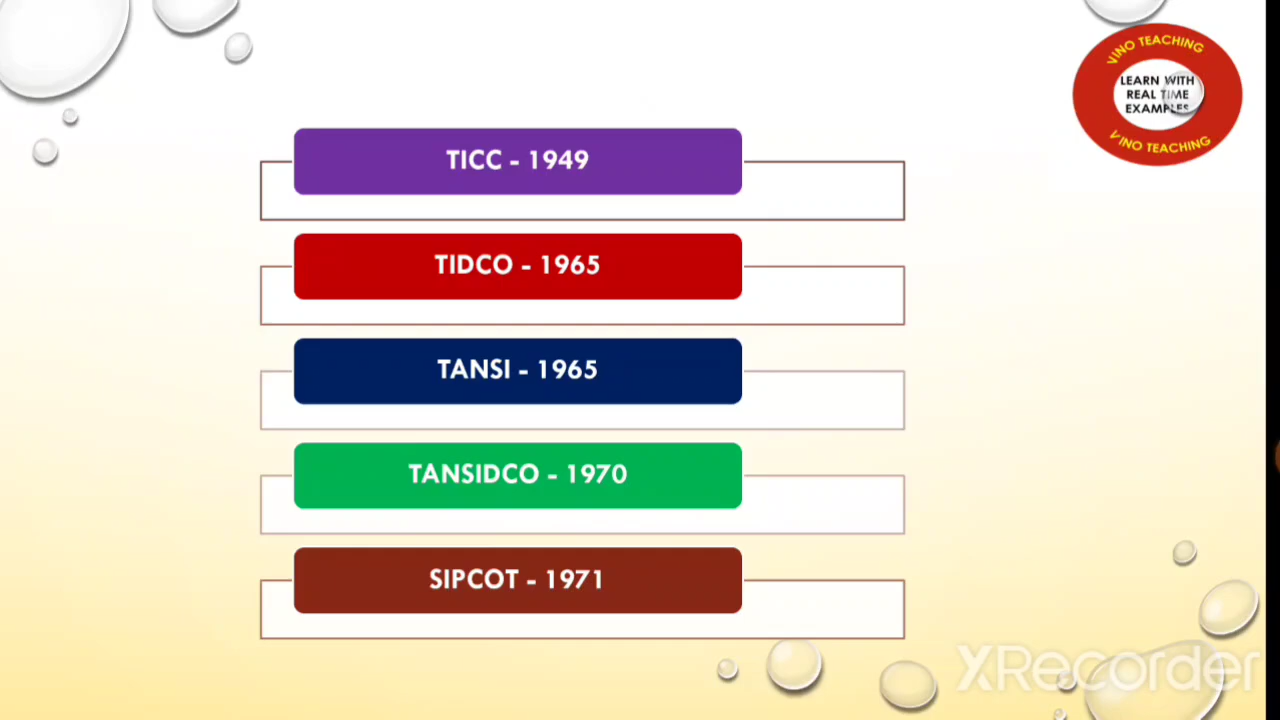 VINO TEACHING
LEARN WITH
REAL TIME
EXAMPLES
VINO TEACHING
TICC - 1949
TIDCO - 1965
TANSI - 1965
TANSIDCO - 1970
SIPCOT - 1971
XRecorder